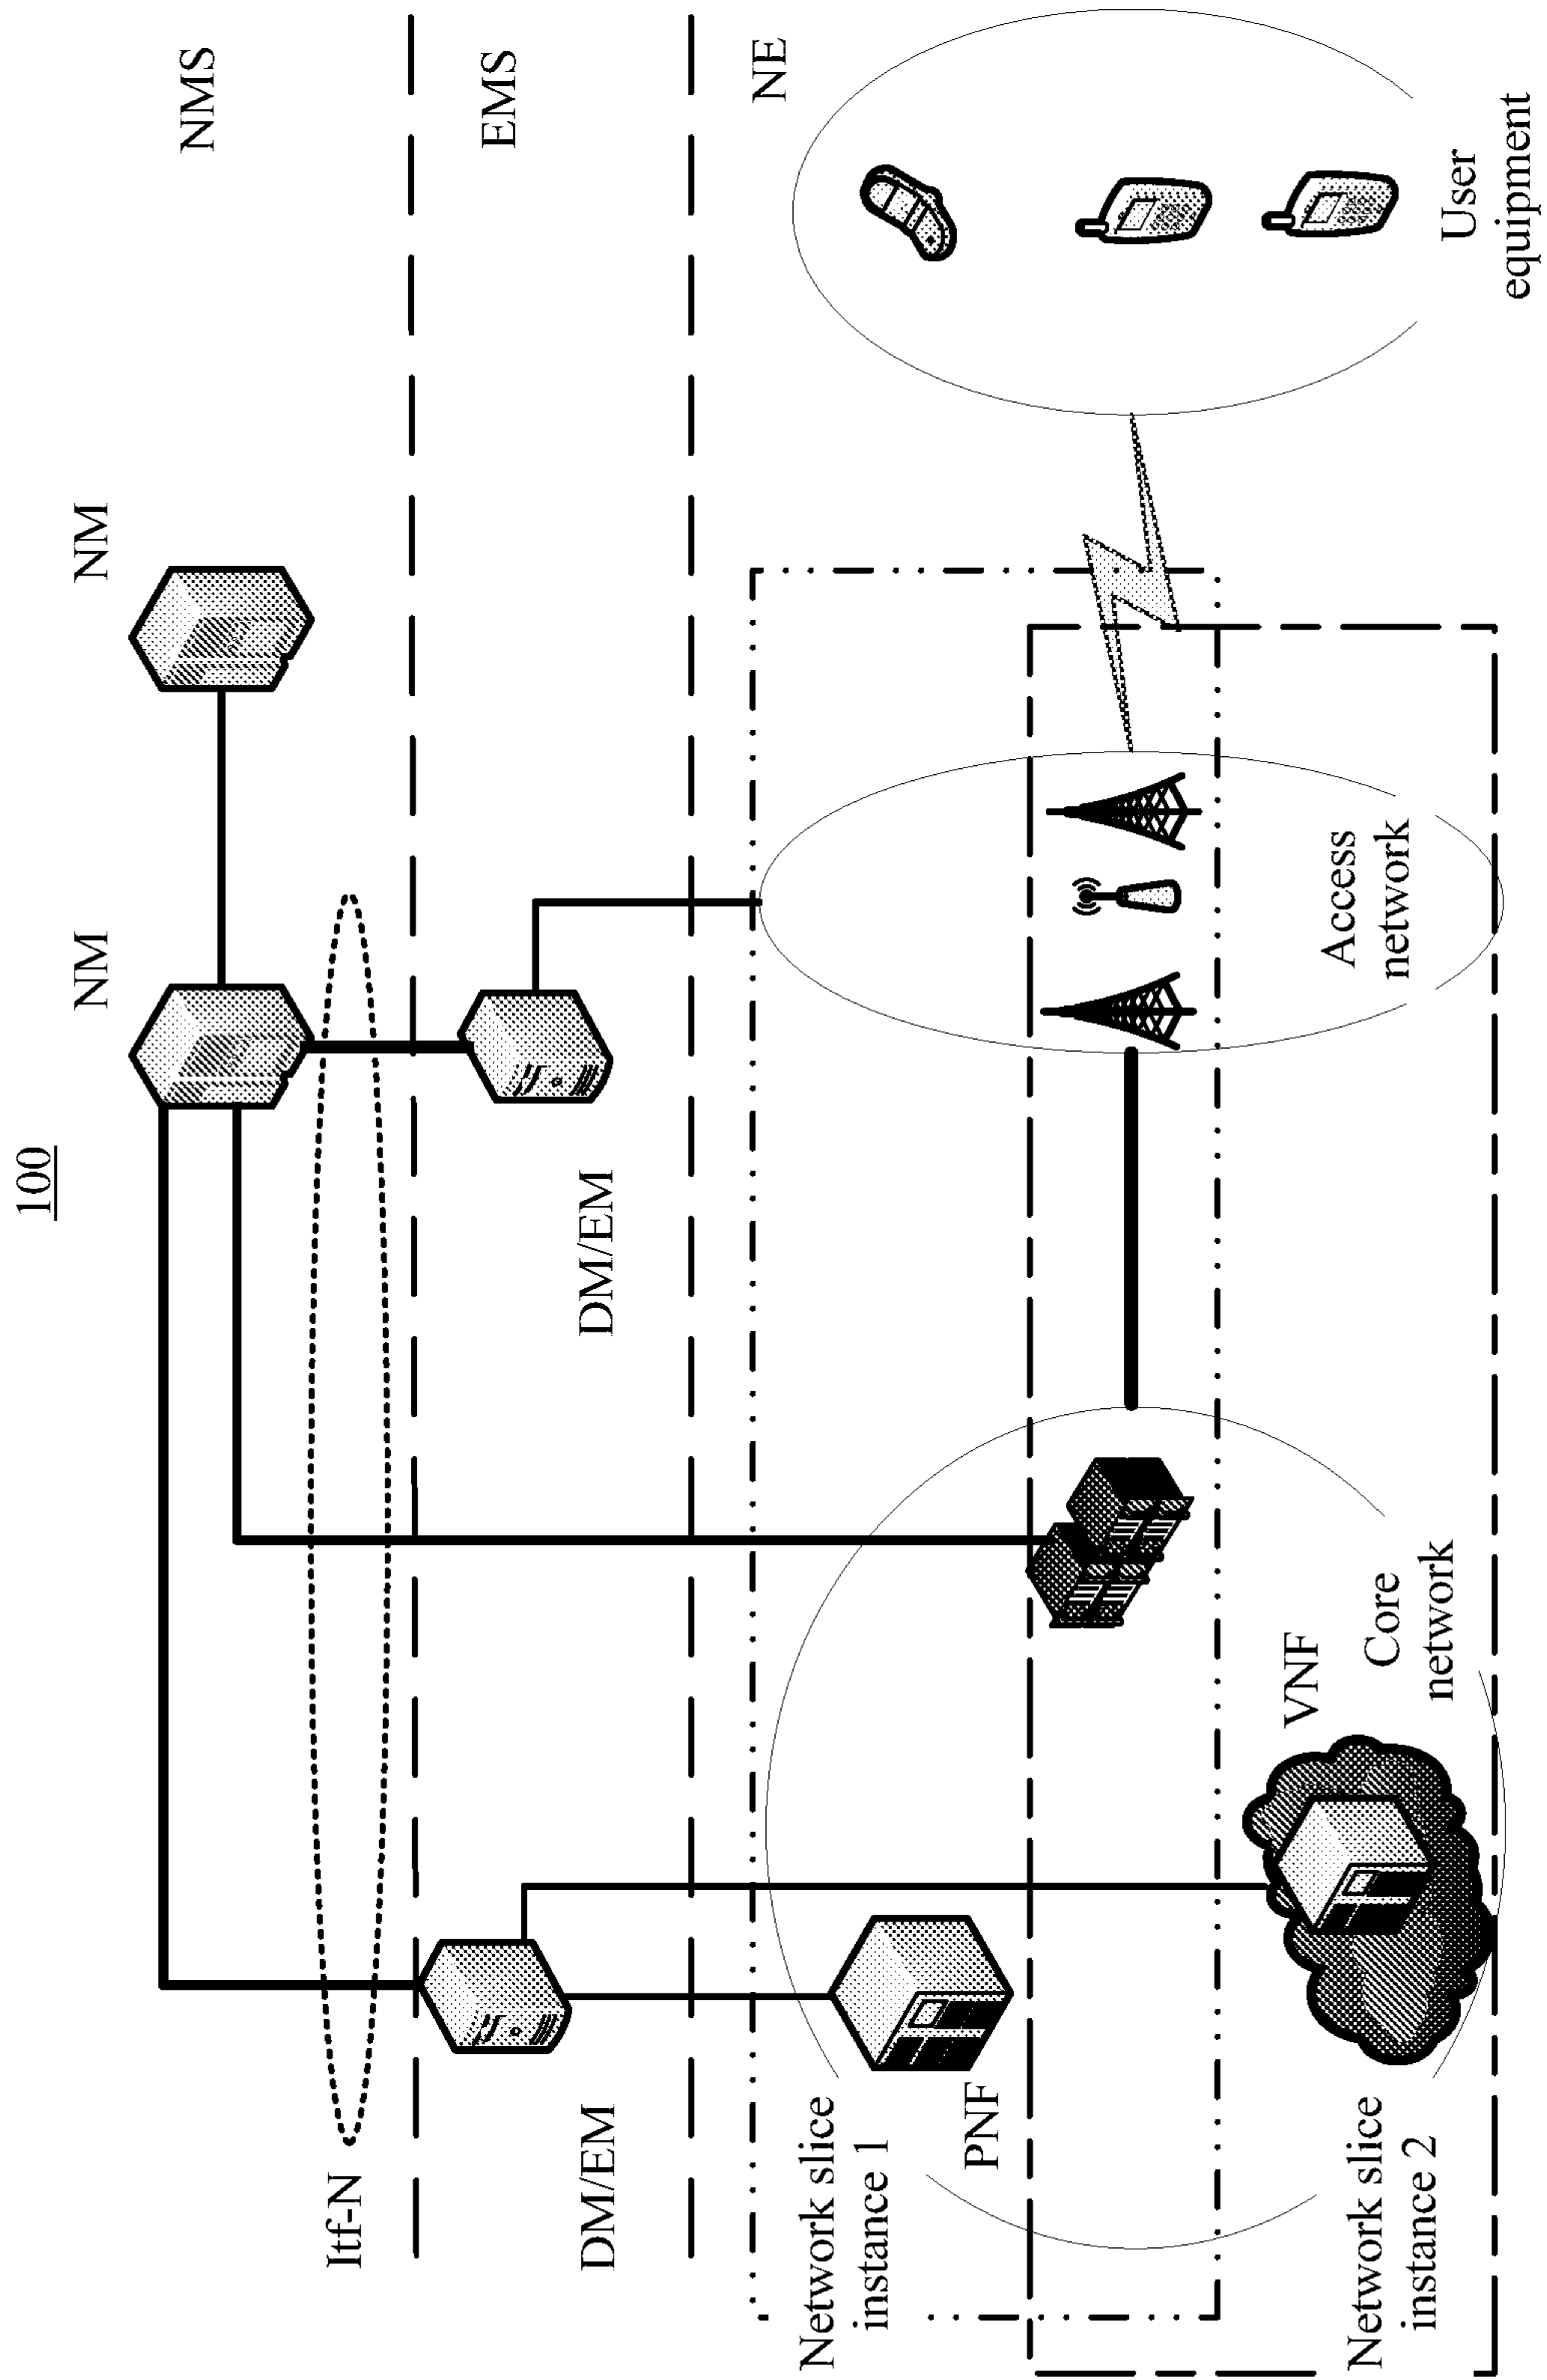 100
NM
NM
NMS
Itf-N
EMS
DM/EM
DM/EM
NE
Network slice
instance 1
PNF
Access
network
VNF
Core
network
User
equipment
Network slice
instance 2